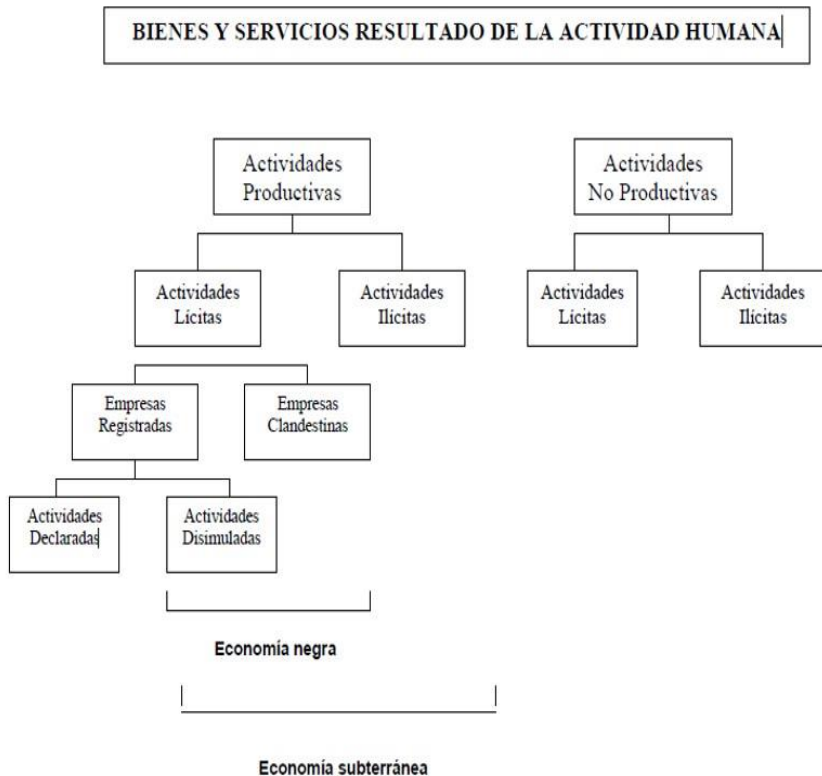 BIENES Y SERVICIOS RESULTADO DE LA ACTIVIDAD HUMANA
Actividades
Productivas
Actividades
No Productivas
Actividades
Lícitas
Actividades
Ilícitas
Actividades
Lícitas
Actividades
Ilícitas
Empresas
Registradas
Empresas
Clandestinas
Actividades
Declaradas
Actividades
Disimuladas
Economía negra
Economía subterránea